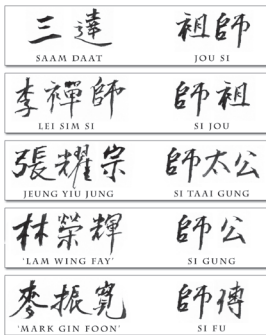 三達 祖師
SAAM DAAT JOU SI
李禪師 師祖
LEI SIM SI SI JOU
張耀宗 師太公
JEUNG YIU JUNG SI TAAI GUNG
林榮輝 師公
'LAM WING FAY' SI GUNG
麥振寬 師傅
'MARK GIN FOON' SI FU